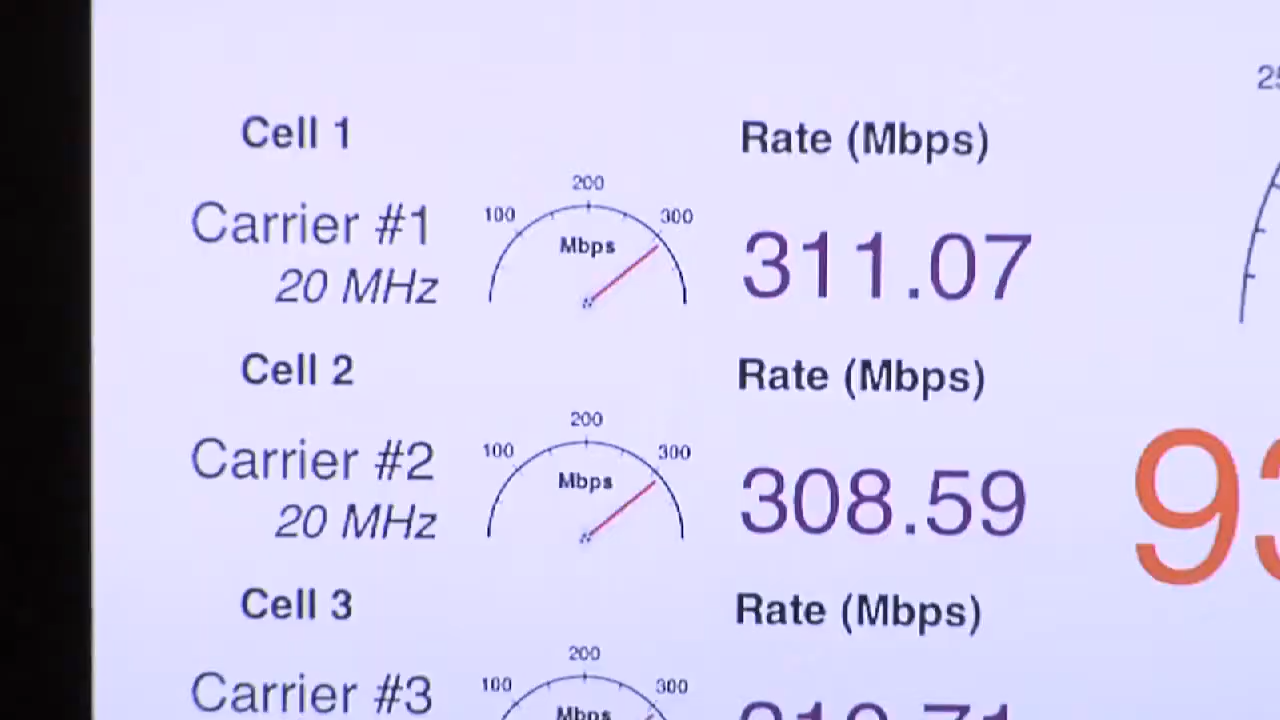 Cell 1
Rate (Mbps)
Carrier #1
20 MHz
100
200
300
Mbps
311.07
Cell 2
Rate (Mbps)
Carrier #2
20 MHz
100
200
300
Mbps
308.59
Cell 3
Rate (Mbps)
Carrier #3
100
200
300
Mbps